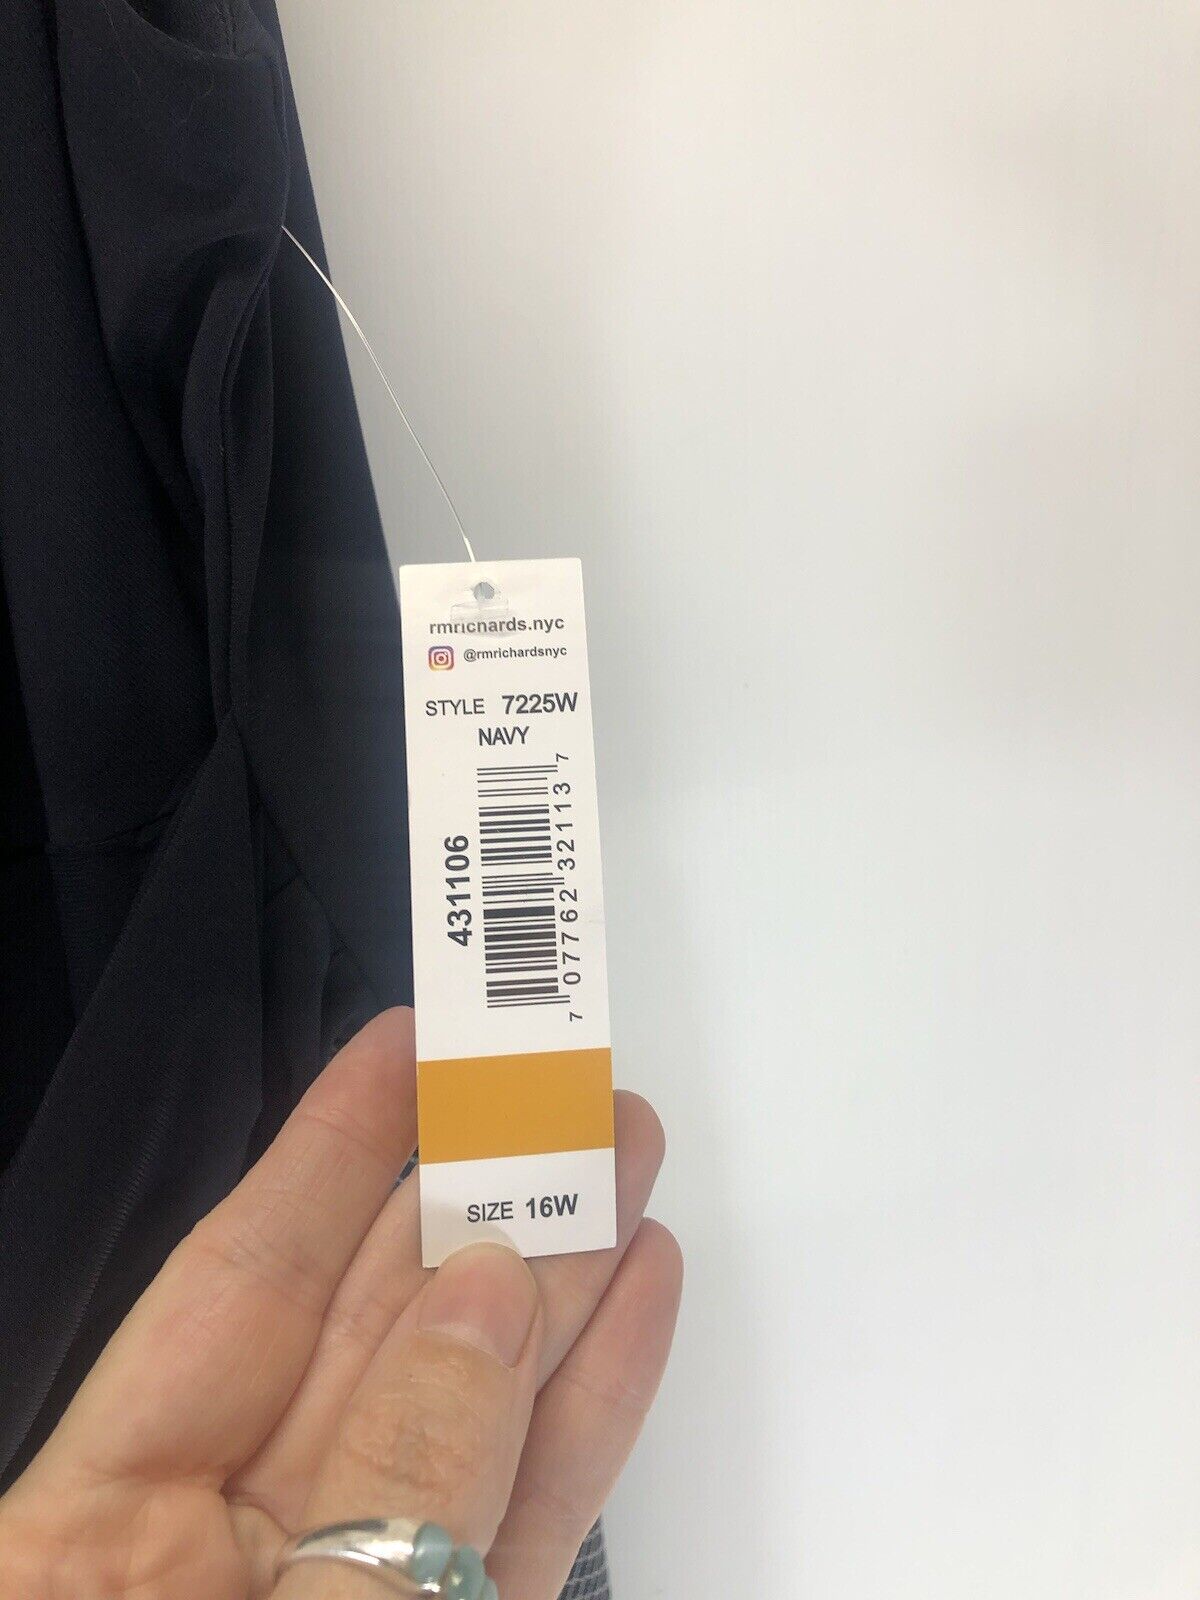 rmrichards.nyc
@rmrichardsnyc
STYLE 7225W
NAVY
431106
7 07762 32113 7
SIZE 16W